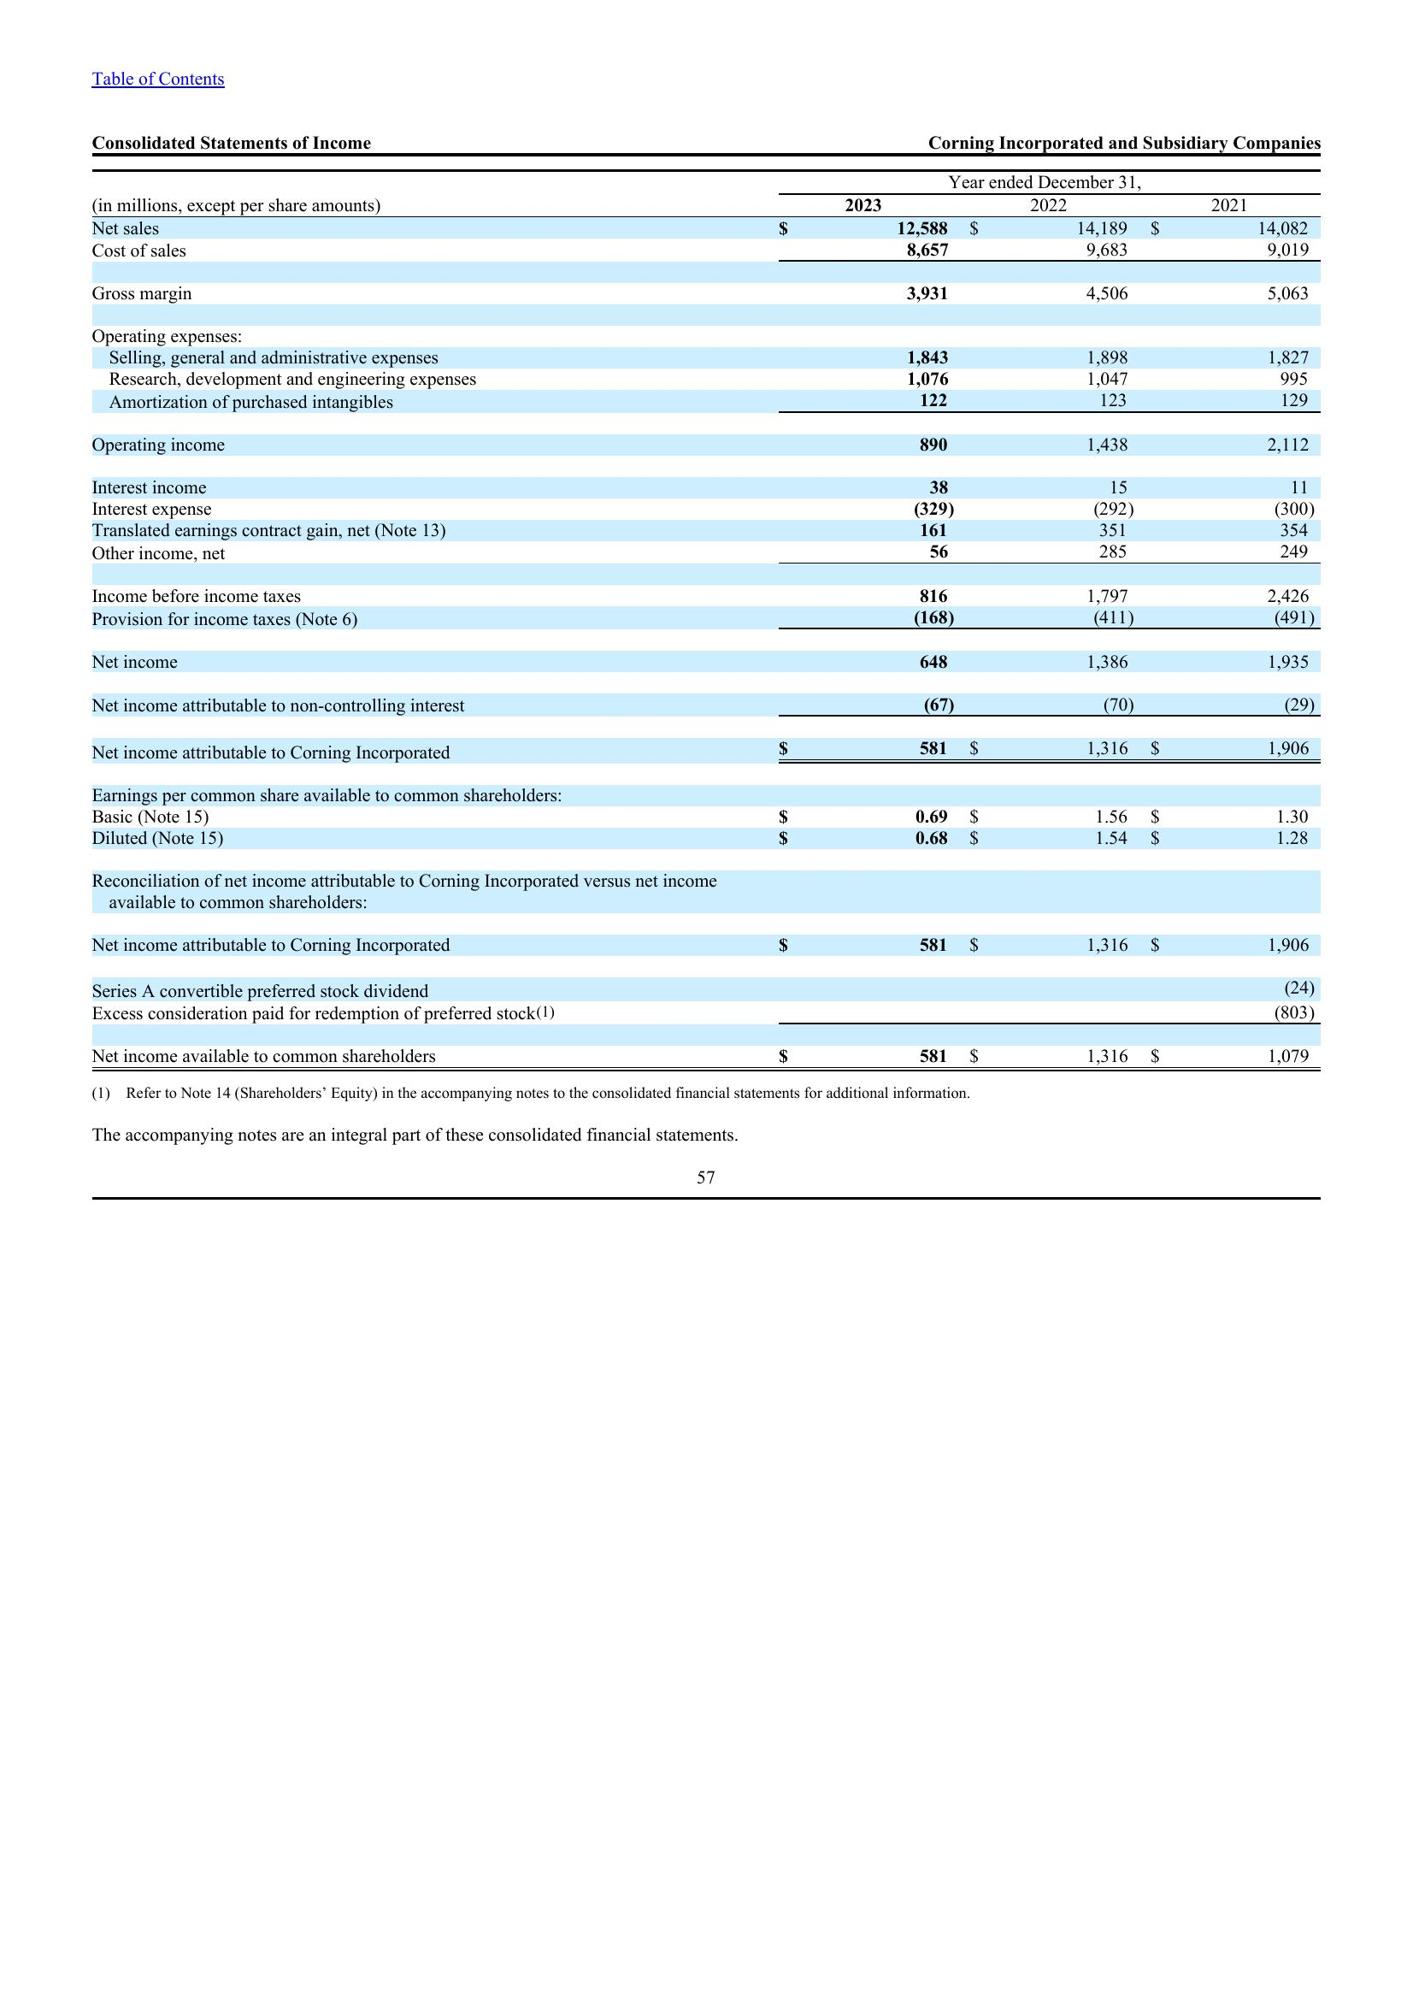 Table of Contents
Consolidated Statements of Income Corning Incorporated and Subsidiary Companies
Year ended December 31,
(in millions, except per share amounts) 2023 2022 2021
Net sales $ 12,588 $ 14,189 $ 14,082
Cost of sales 8,657 9,683 9,019
Gross margin 3,931 4,506 5,063
Operating expenses:
Selling, general and administrative expenses 1,843 1,898 1,827
Research, development and engineering expenses 1,076 1,047 995
Amortization of purchased intangibles 122 123 129
Operating income 890 1,438 2,112
Interest income 38 15 11
Interest expense (329) (292) (300)
Translated earnings contract gain, net (Note 13) 161 351 354
Other income, net 56 285 249
Income before income taxes 816 1,797 2,426
Provision for income taxes (Note 6) (168) (411) (491)
Net income 648 1,386 1,935
Net income attributable to non-controlling interest (67) (70) (29)
Net income attributable to Corning Incorporated $ 581 $ 1,316 $ 1,906
Earnings per common share available to common shareholders:
Basic (Note 15) $ 0.69 $ 1.56 $ 1.30
Diluted (Note 15) $ 0.68 $ 1.54 $ 1.28
Reconciliation of net income attributable to Corning Incorporated versus net income
available to common shareholders:
Net income attributable to Corning Incorporated $ 581 $ 1,316 $ 1,906
Series A convertible preferred stock dividend (24)
Excess consideration paid for redemption of preferred stock(1) (803)
Net income available to common shareholders $ 581 $ 1,316 $ 1,079
(1) Refer to Note 14 (Shareholders’ Equity) in the accompanying notes to the consolidated financial statements for additional information.
The accompanying notes are an integral part of these consolidated financial statements.
57